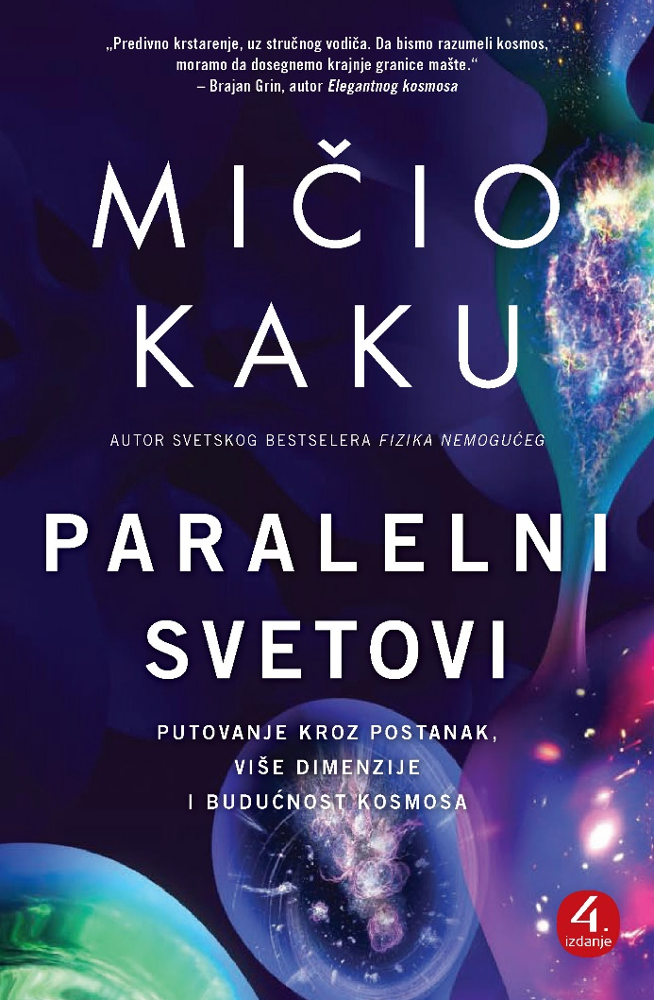 „Predivno krstarenje, uz stručnog vodiča. Da bismo razumeli kosmos,
moramo da dosegnemo krajnje granice mašte.“
– Brajan Grin, autor Elegantnog kosmosa
MIČIO
KAKU
AUTOR SVETSKOG BESTSELERA FIZIKA NEMOGUĆEG
PARALELNI
SVETOVI
PUTOVANJE KROZ POSTANAK,
VIŠE DIMENZIJE
I BUDUĆNOST KOSMOSA
4.
izdanje